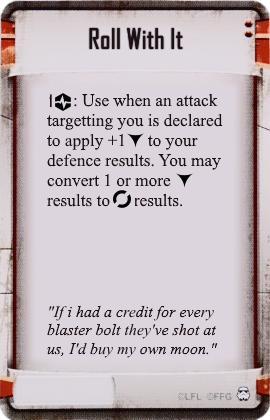 Roll With It
1: Use when an attack
targetting you is declared
to apply +1 to your
defence results. You may
convert 1 or more
results to results.
"If i had a credit for every
blaster bolt they've shot at
us, I'd buy my own moon."
©LFL ©FFG